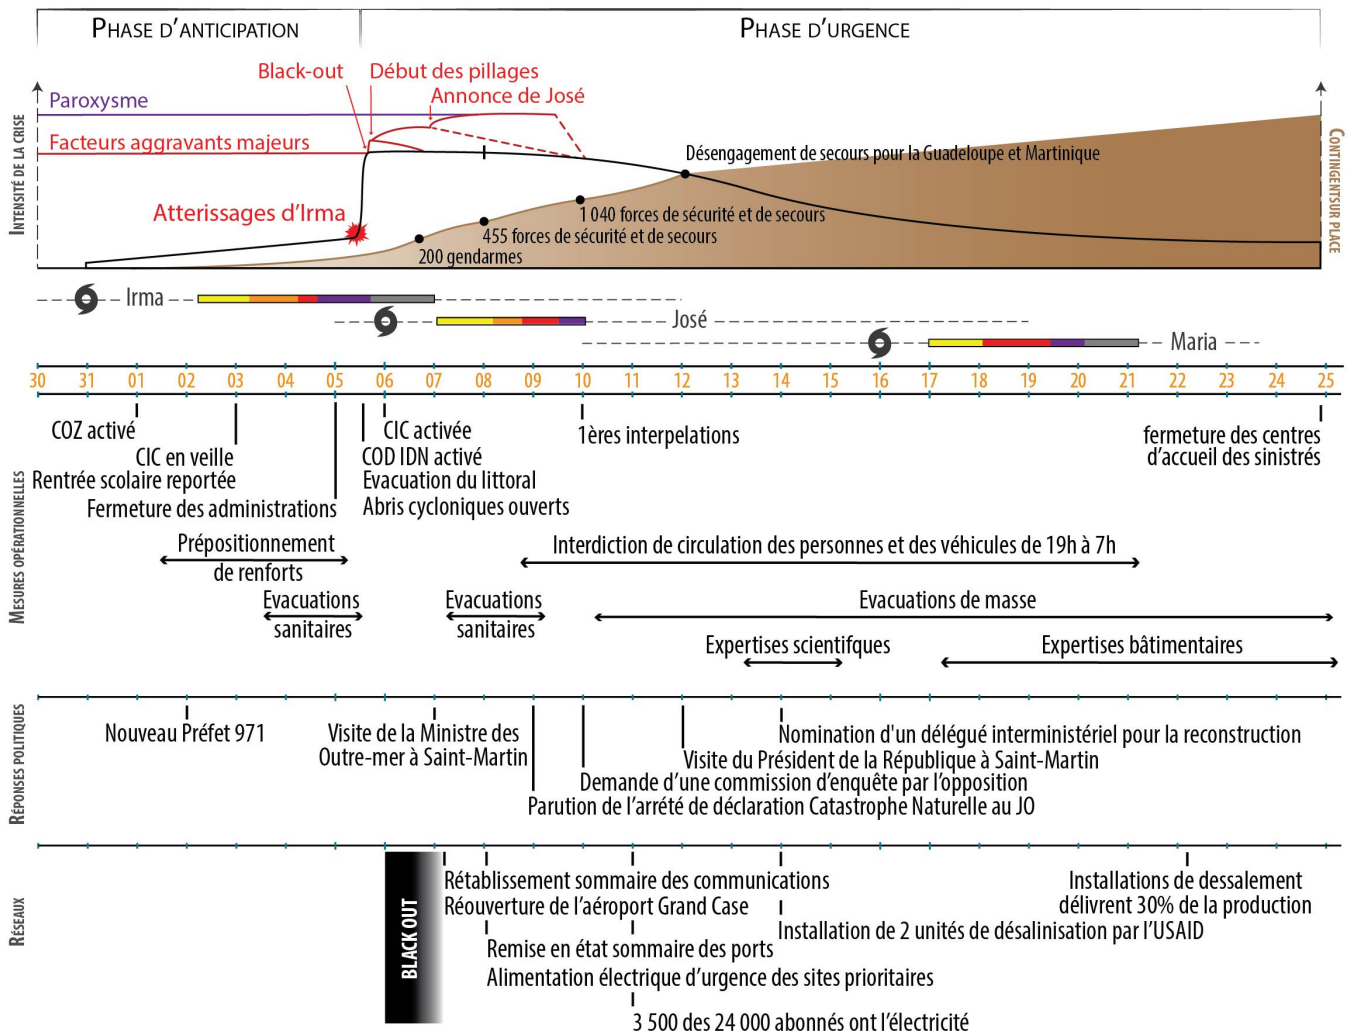 PHASE D'ANTICIPATION
PHASE D'URGENCE
Black-out
Début des pillages
Annonce de José
Paroxysme
Facteurs aggravants majeurs
Atterissages d'Irma
INTENSITÉ DE LA CRISE
CONTINGENTSUR PLACE
Désengagement de secours pour la Guadeloupe et Martinique
1 040 forces de sécurité et de secours
455 forces de sécurité et de secours
200 gendarmes
Irma
José
Maria
30 31 01 02 03 04 05 06 07 08 09 10 11 12 13 14 15 16 17 18 19 20 21 22 23 24 25
MESURES OPÉRATIONNELLES
COZ activé
CIC en veille
Rentrée scolaire reportée
Fermeture des administrations
CIC activée
COD IDN activé
Evacuation du littoral
Abris cycloniques ouverts
1ères interpelations
fermeture des centres
d'accueil des sinistrés
Prépositionnement
de renforts
Interdiction de circulation des personnes et des véhicules de 19h à 7h
Evacuations
sanitaires
Evacuations
sanitaires
Evacuations de masse
Expertises scientifques
Expertises bâtimentaires
RÉPONSES POLITIQUES
Nouveau Préfet 971
Visite de la Ministre des
Outre-mer à Saint-Martin
Nomination d'un délégué interministériel pour la reconstruction
Visite du Président de la République à Saint-Martin
Demande d'une commission d'enquête par l'opposition
Parution de l'arrété de déclaration Catastrophe Naturelle au JO
RÉSEAUX
BLACK OUT
Rétablissement sommaire des communications
Réouverture de l'aéroport Grand Case
Remise en état sommaire des ports
Alimentation électrique d'urgence des sites prioritaires
3 500 des 24 000 abonnés ont l'électricité
Installation de 2 unités de désalinisation par l'USAID
Installations de dessalement
délivrent 30% de la production